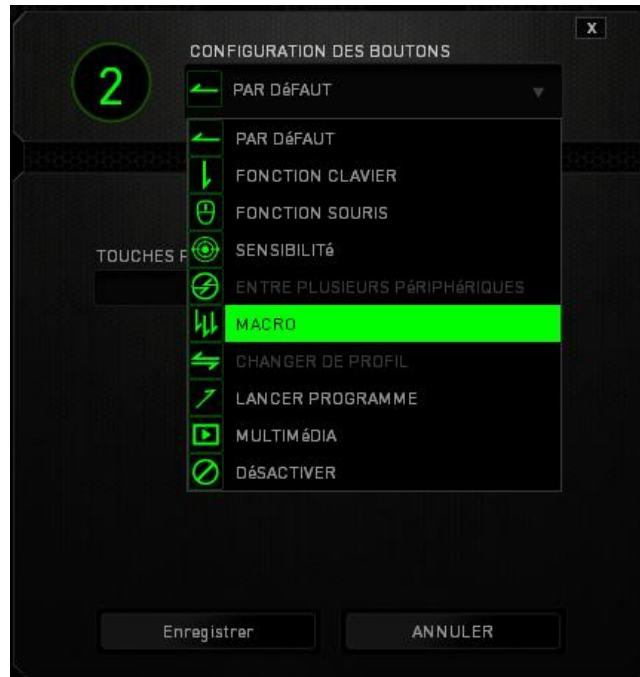 X
CONFIGURATION DES BOUTONS
2
PAR DéFAUT
PAR DéFAUT
FONCTION CLAVIER
FONCTION SOURIS
SENSIBILITé
TOUCHES
ENTRE PLUSIEURS PéRIPHéRIQUES
MACRO
CHANGER DE PROFIL
LANCER PROGRAMME
MULTIMéDIA
DéSACTIVER
Enregistrer
ANNULER